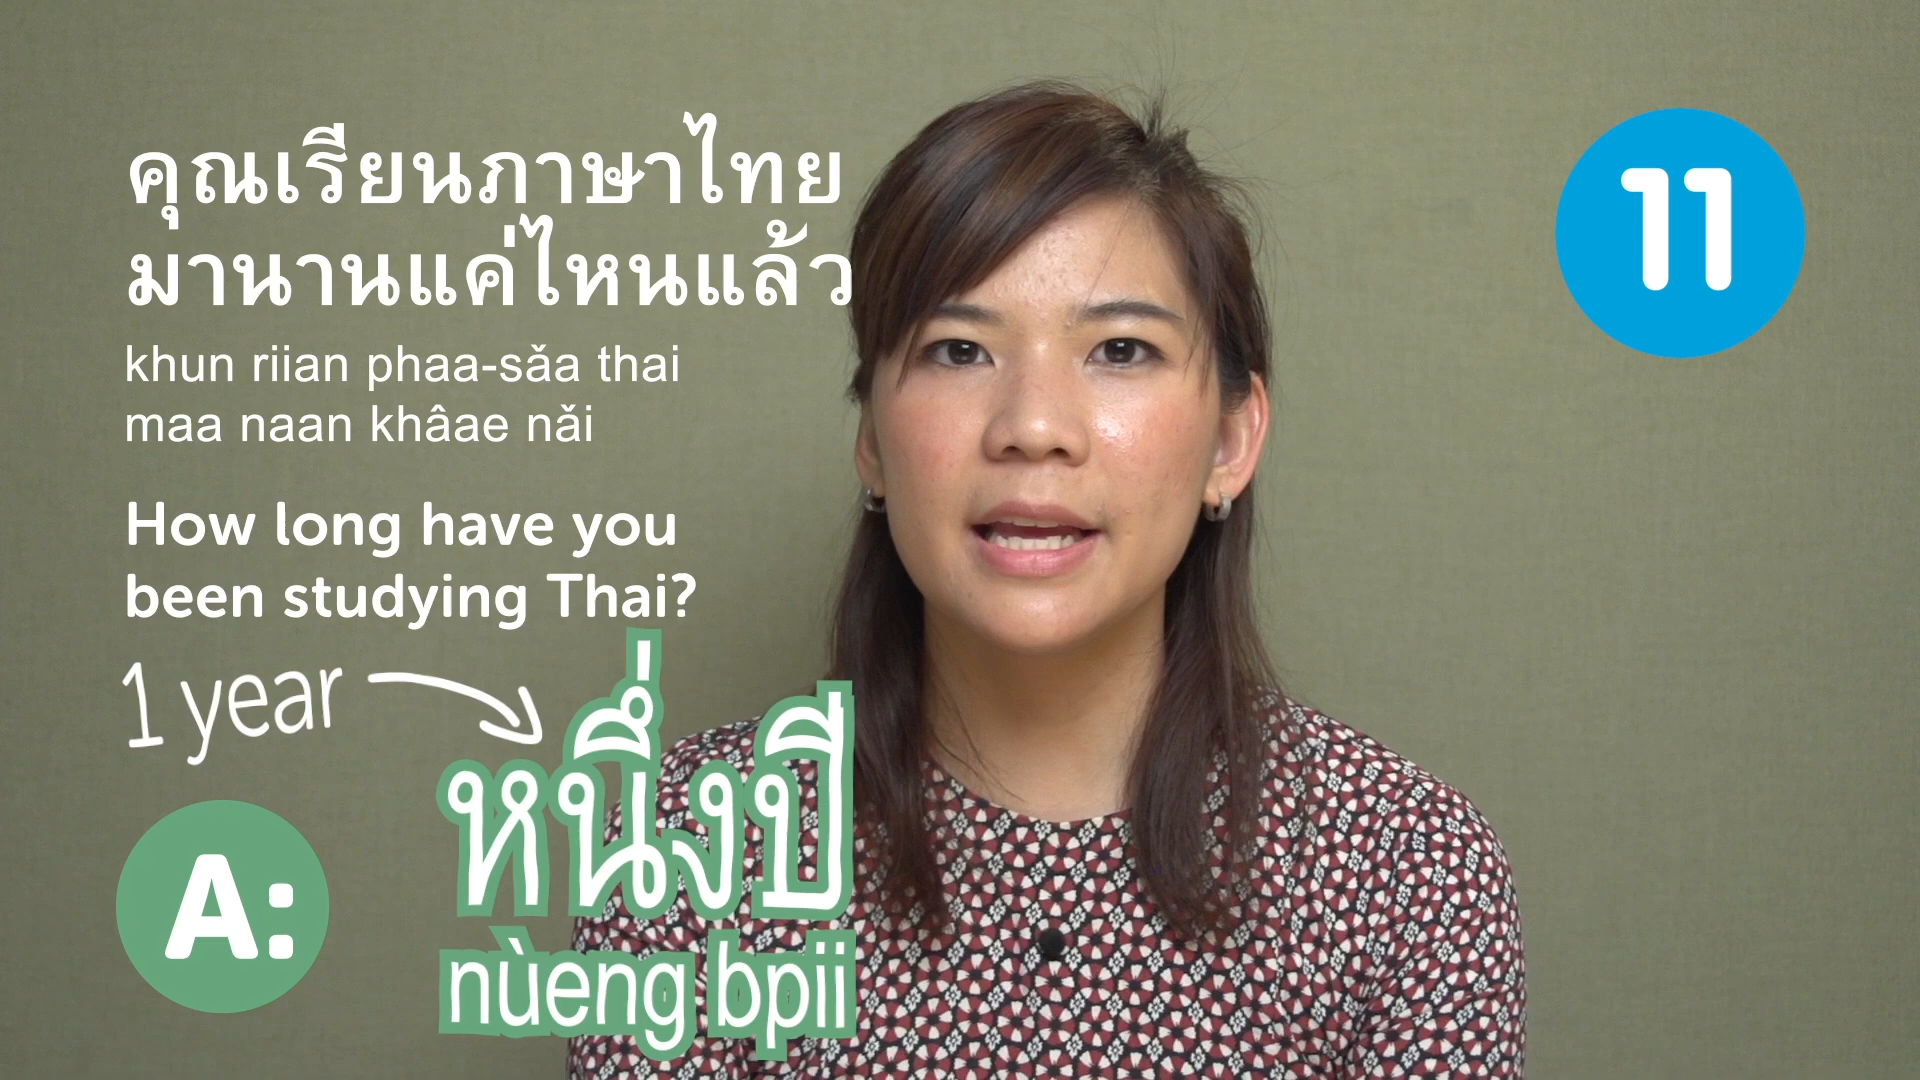 คุณเรียนภาษาไทย
มานานแค่ไหนแล้ว
khun riian phaa-sǎa thai
maa naan khâae nǎi
How long have you
been studying Thai?
1 year
หนึ่งปี
nùeng bpii
A:
11